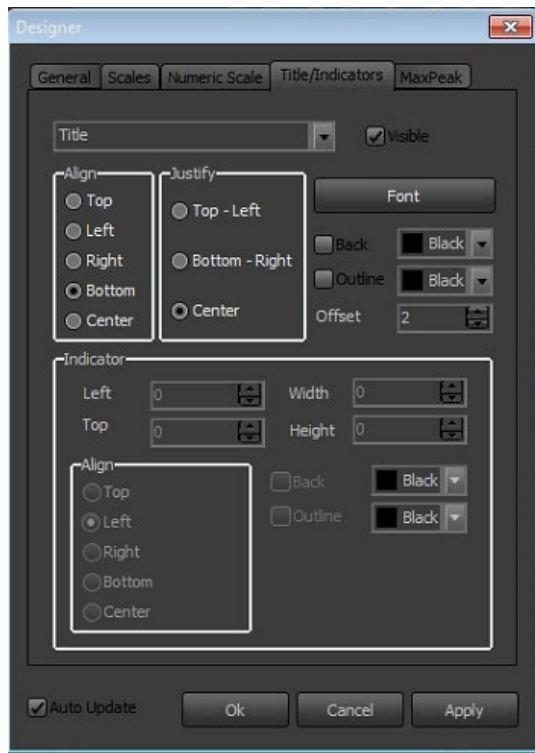 Designer
General Scales Numeric Scale Title/Indicators MaxPeak
Title Visible
Align Justify
Top
Left
Right
Bottom
Center
Top - Left
Bottom - Right
Center
Font
Back Black
Outline Black
Offset 2
Indicator
Left 0 Width 0
Top 0 Height 0
Align
Top
Left
Right
Bottom
Center
Back Black
Outline Black
Auto Update Ok Cancel Apply